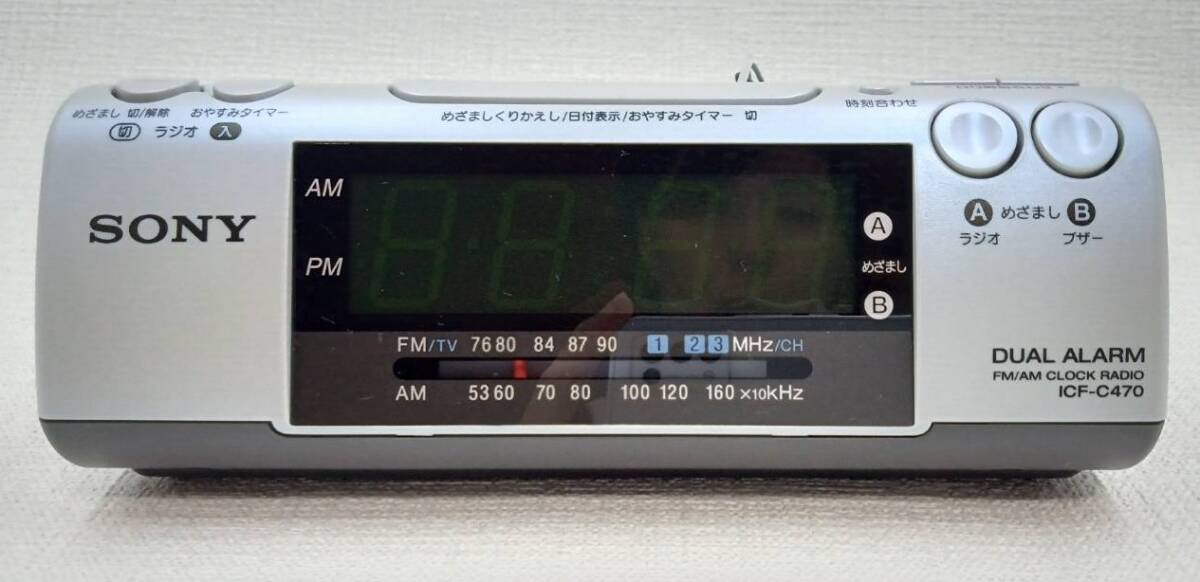 めざまし 切/解除 おやすみタイマー
切 ラジオ 入
めざましくりかえし/日付表示/おやすみタイマー 切
時刻合わせ
SONY
AM
PM
A
めざまし
B
A めざまし B
ラジオ ブザー
FM/TV 76 80 84 87 90 1 2 3 MHz/CH
AM 53 60 70 80 100 120 160 ×10kHz
DUAL ALARM
FM/AM CLOCK RADIO
ICF-C470